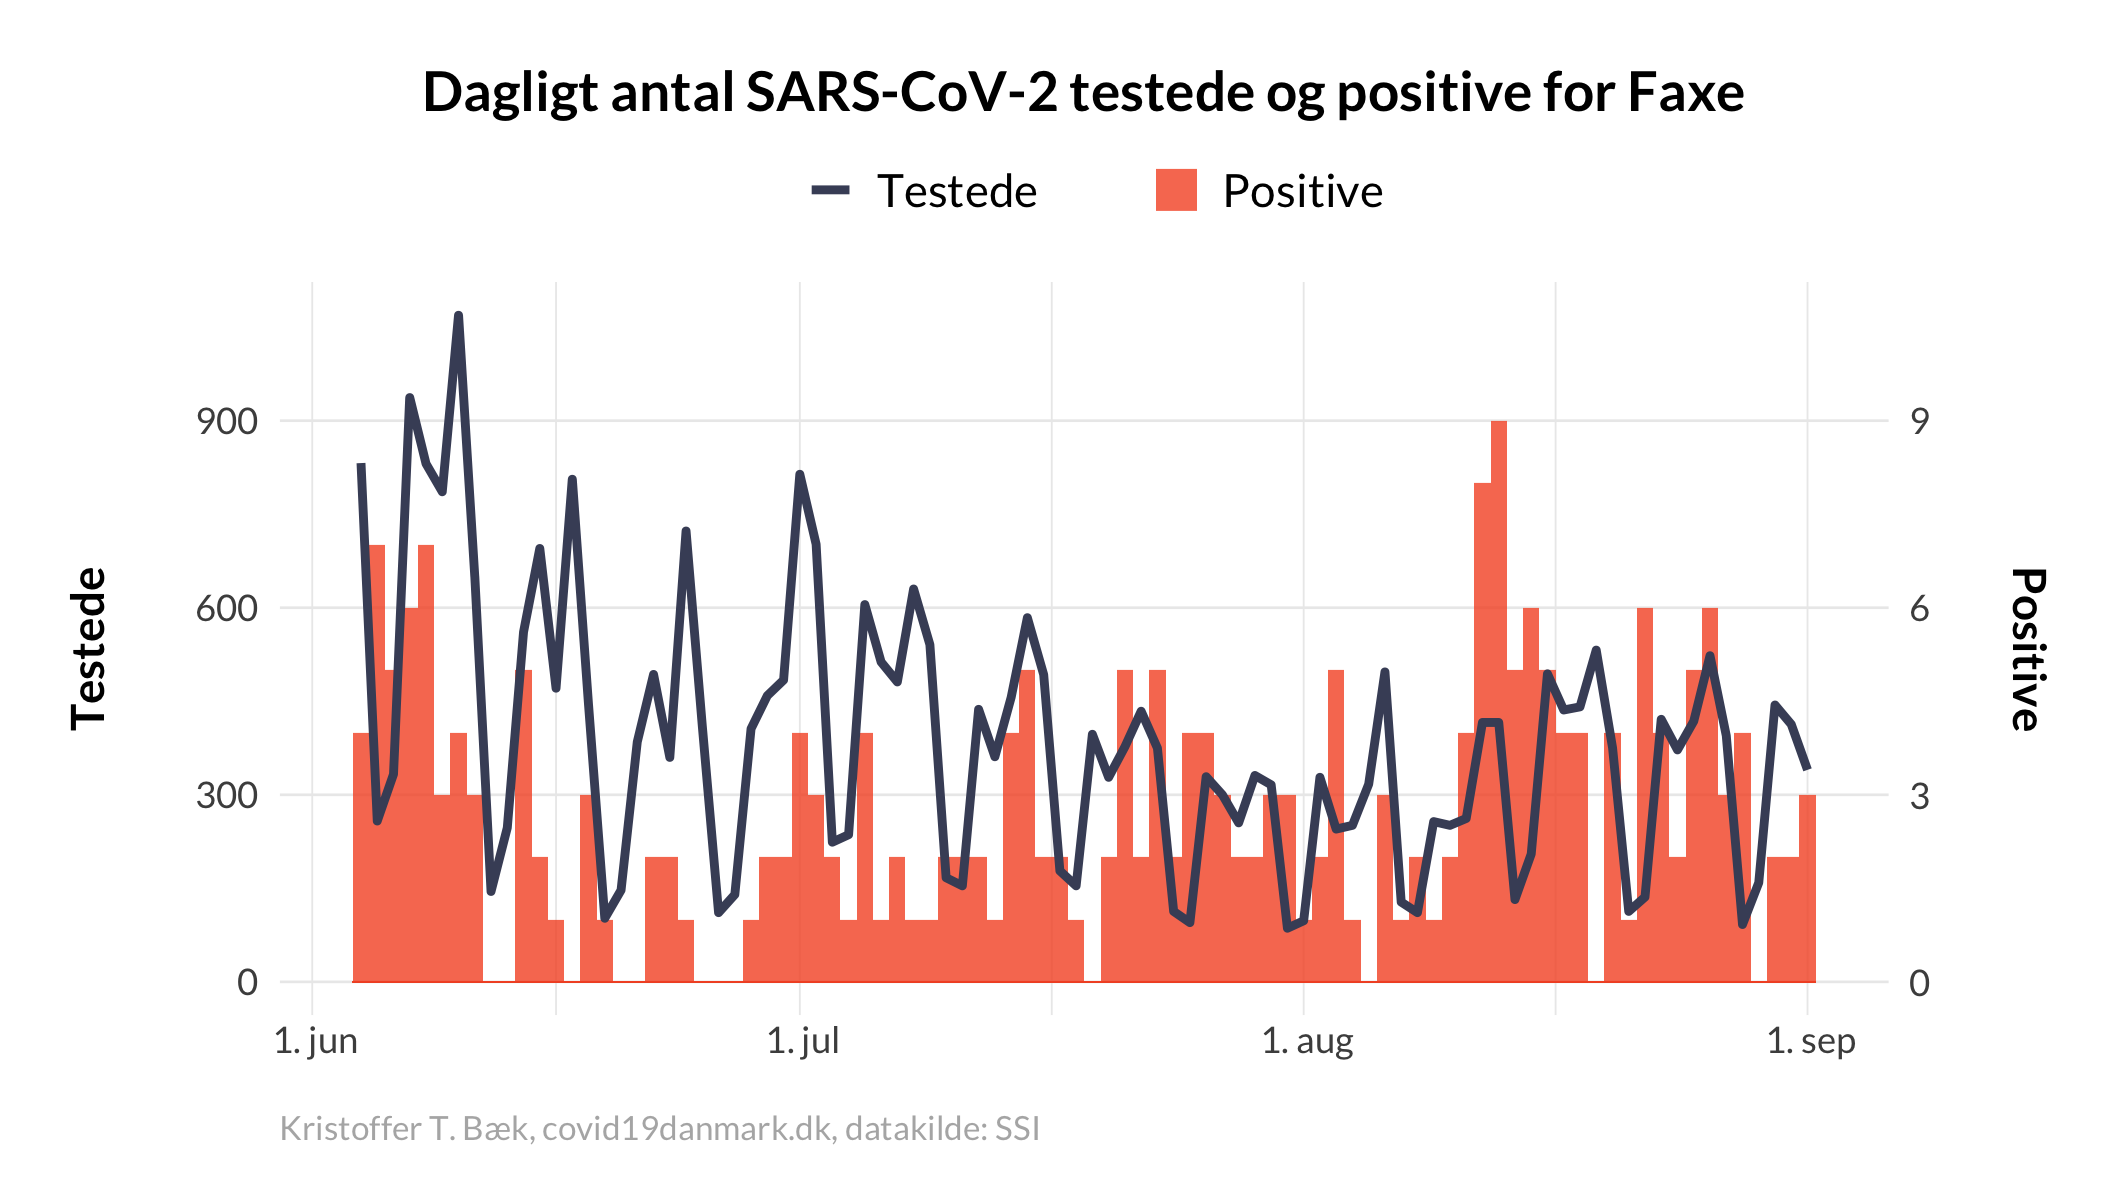 Dagligt antal SARS-CoV-2 testede og positive for Faxe
Testede
Positive
900
600
300
0
Testede
9
6
3
0
Positive
1. jun
1. jul
1. aug
1. sep
Kristoffer T. Bæk, covid19danmark.dk, datakilde: SSI